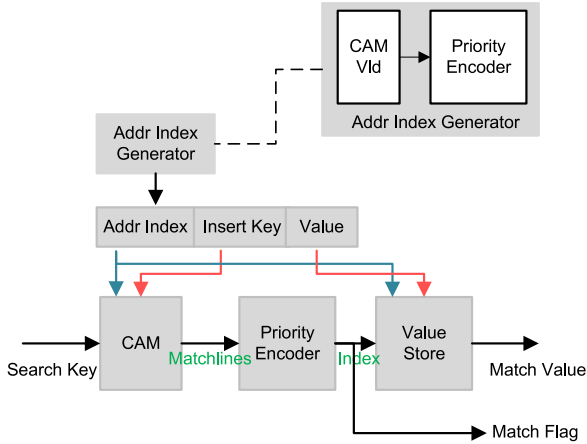 CAM
Vld
Priority
Encoder
Addr Index Generator
Addr Index
Generator
Addr Index
Insert Key
Value
CAM
Priority
Encoder
Value
Store
Matchlines
Index
Search Key
Match Value
Match Flag